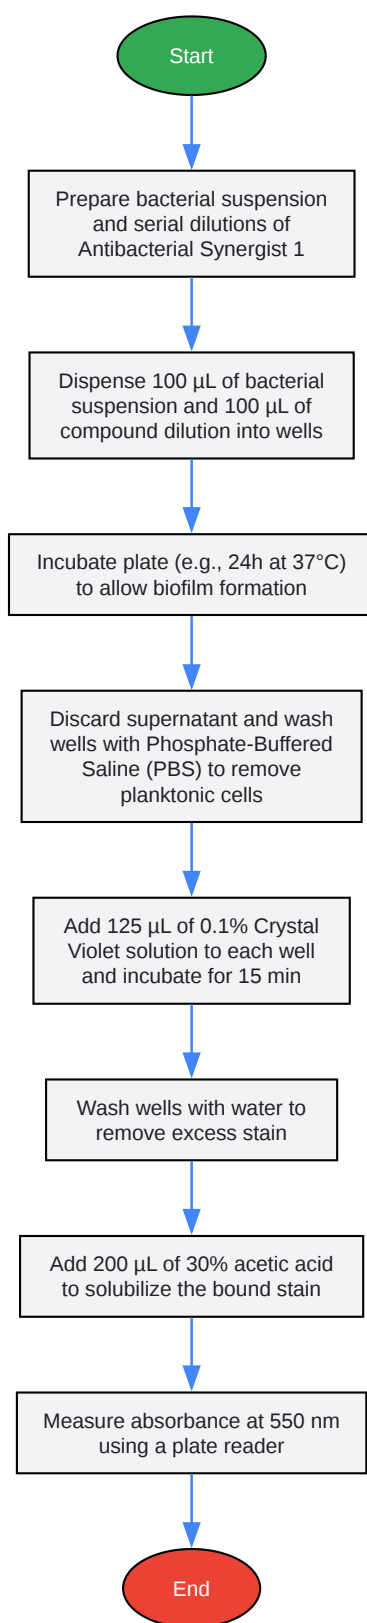 Start
Prepare bacterial suspension
and serial dilutions of
Antibacterial Synergist 1
Dispense 100 µL of bacterial
suspension and 100 µL of
compound dilution into wells
Incubate plate (e.g., 24h at 37°C)
to allow biofilm formation
Discard supernatant and wash
wells with Phosphate-Buffered
Saline (PBS) to remove
planktonic cells
Add 125 µL of 0.1% Crystal
Violet solution to each well
and incubate for 15 min
Wash wells with water to
remove excess stain
Add 200 µL of 30% acetic acid
to solubilize the bound stain
Measure absorbance at 550 nm
using a plate reader
End